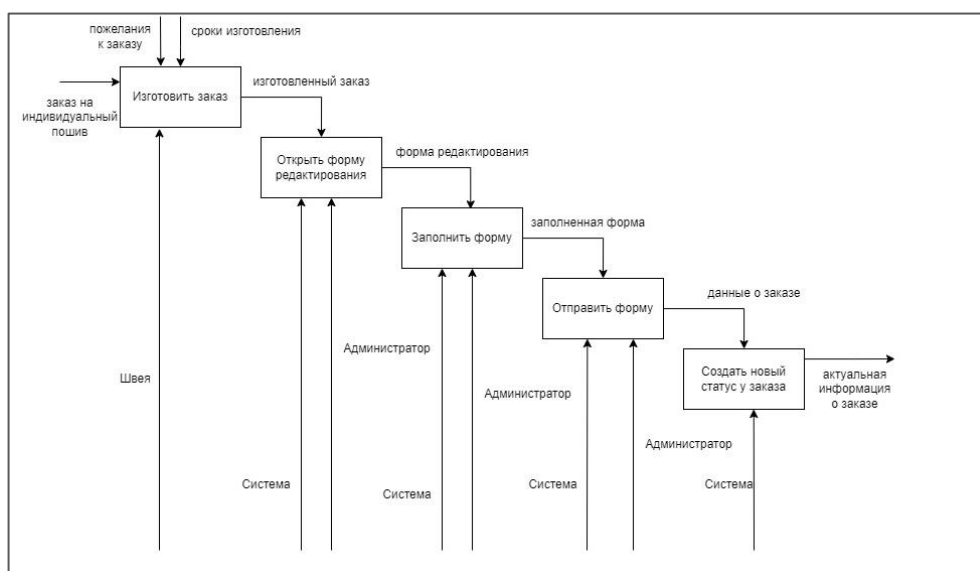 пожелания
к заказу
сроки изготовления
заказ на
индивидуальный
пошив
Изготовить заказ
изготовленный заказ
Открыть форму
редактирования
форма редактирования
Заполнить форму
заполненная форма
Отправить форму
данные о заказе
Создать новый
статус у заказа
актуальная
информация
о заказе
Швея
Администратор
Администратор
Администратор
Система
Система
Система
Система